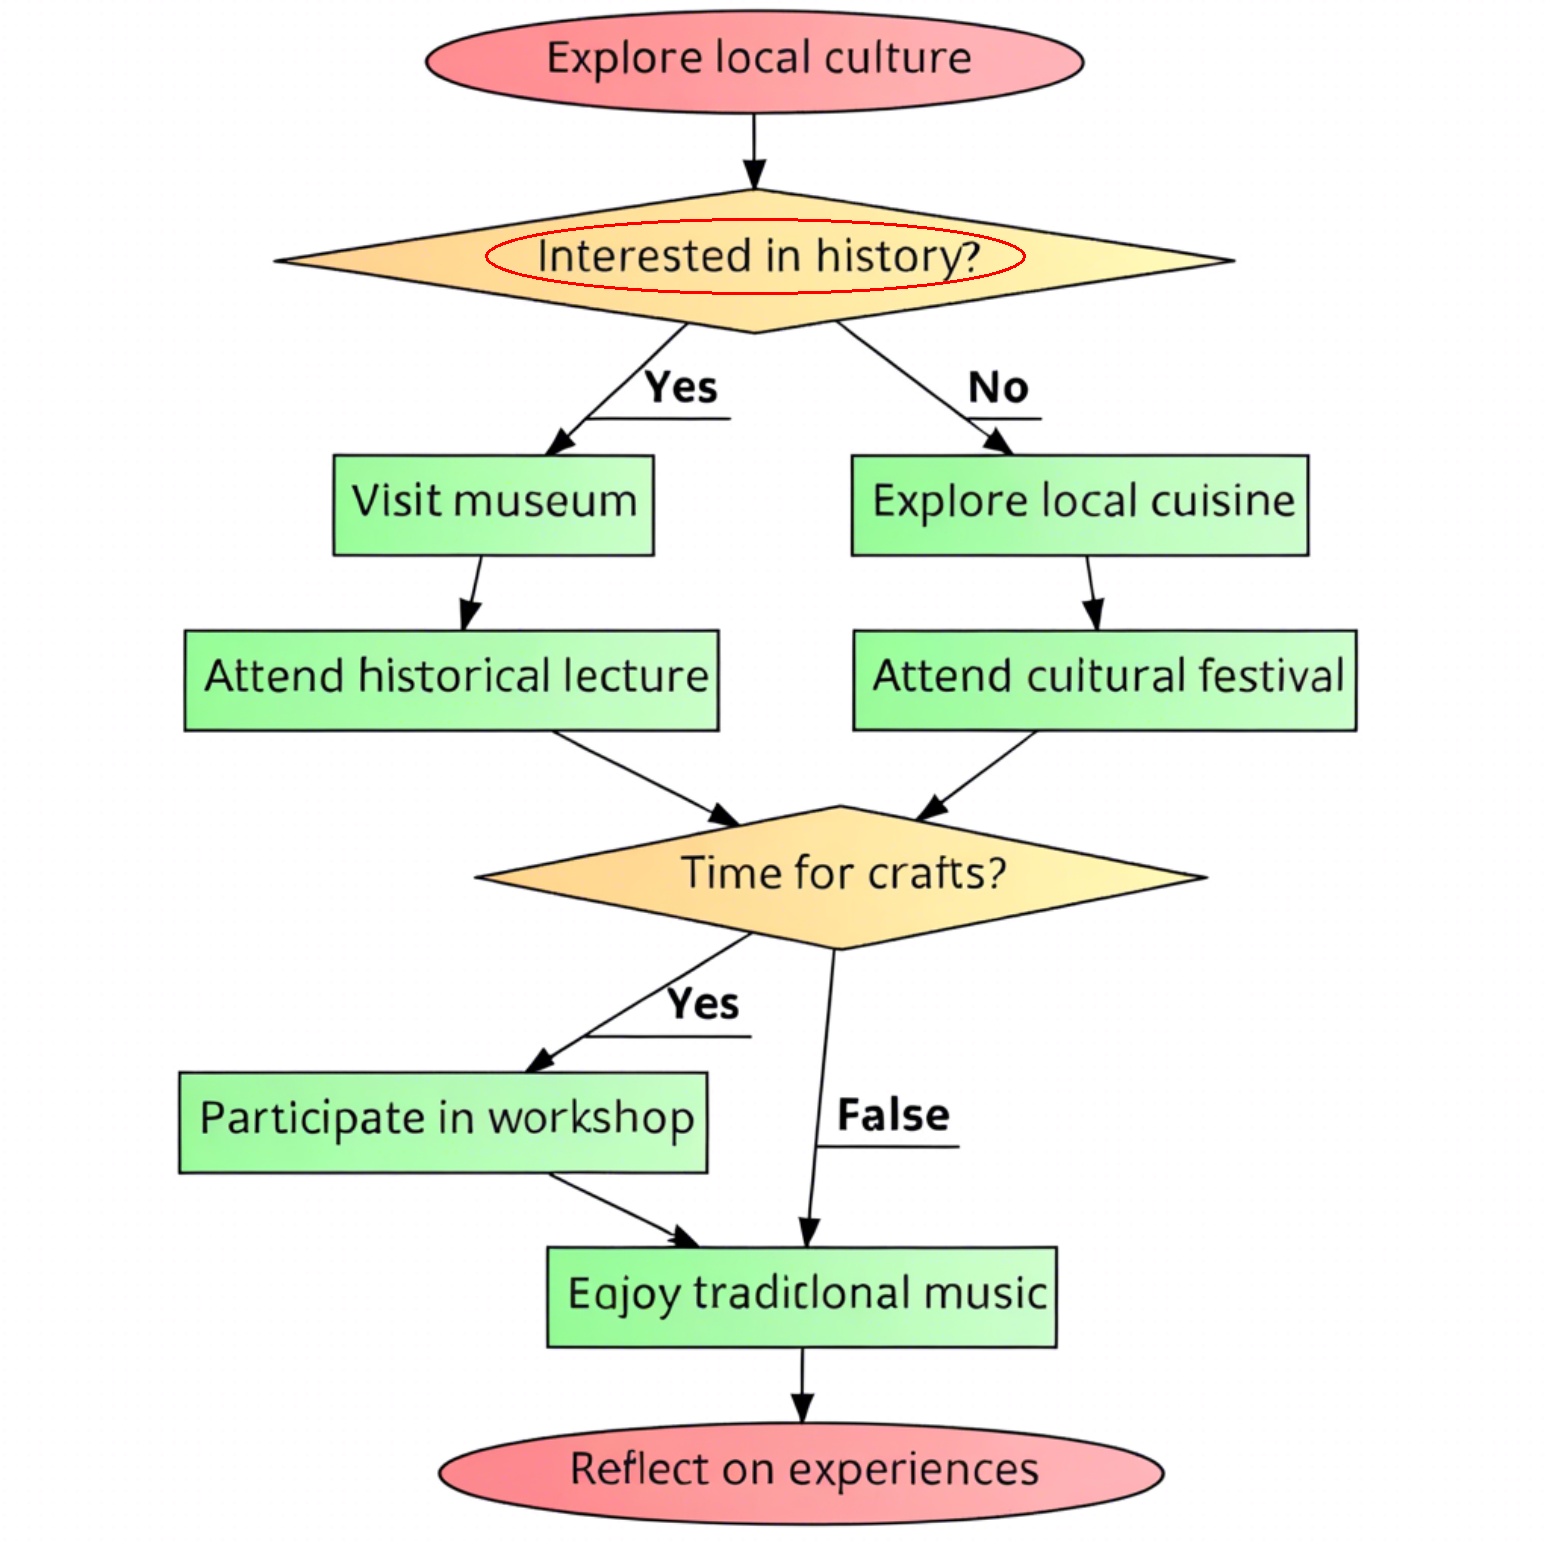 Explore local culture
Interested in history?
Yes
No
Visit museum
Explore local cuisine
Attend historical lecture
Attend cultural festival
Time for crafts?
Yes
Participate in workshop
False
Eajoy traditlonal music
Reflect on experiences